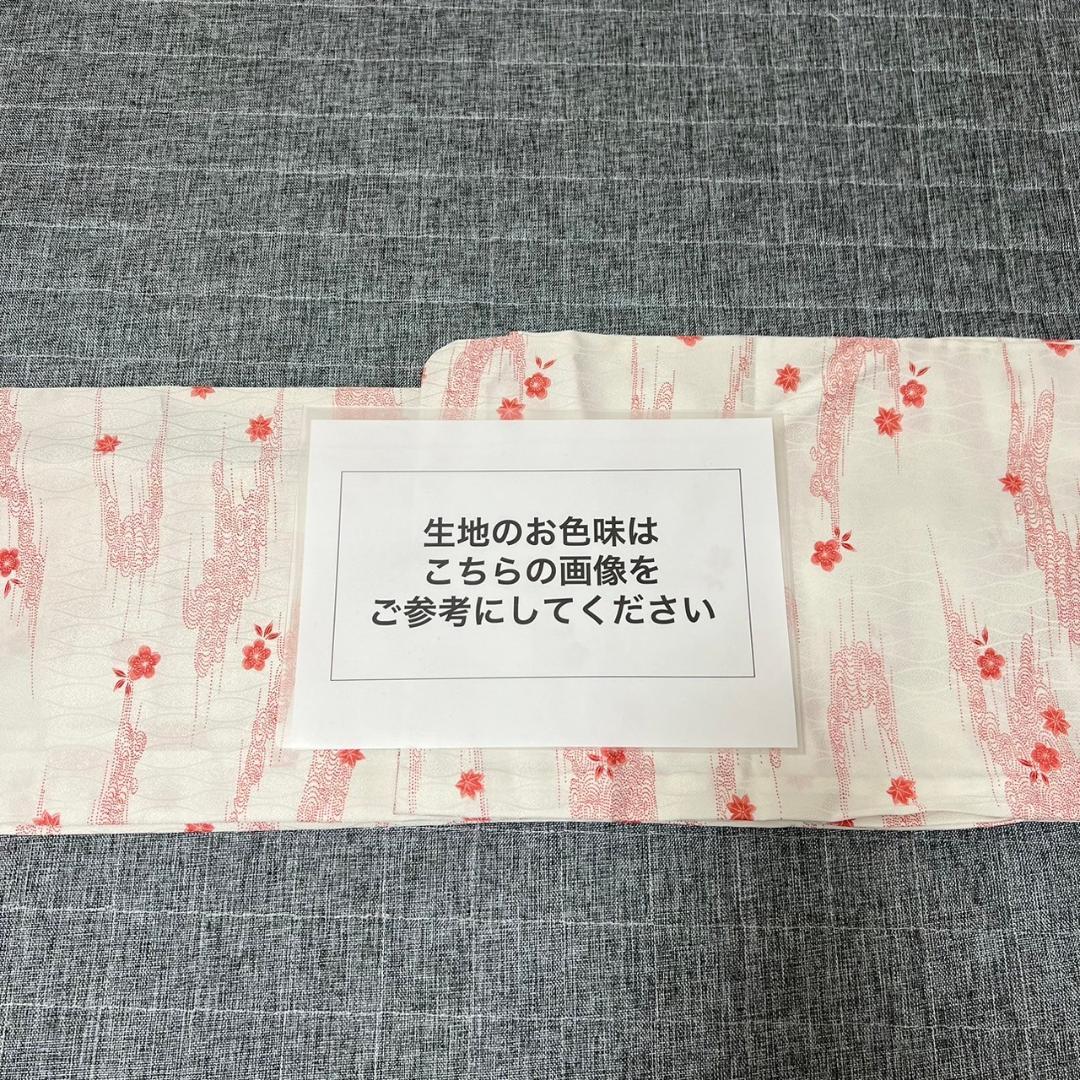 生地のお色味は
こちらの画像を
ご参考にしてください